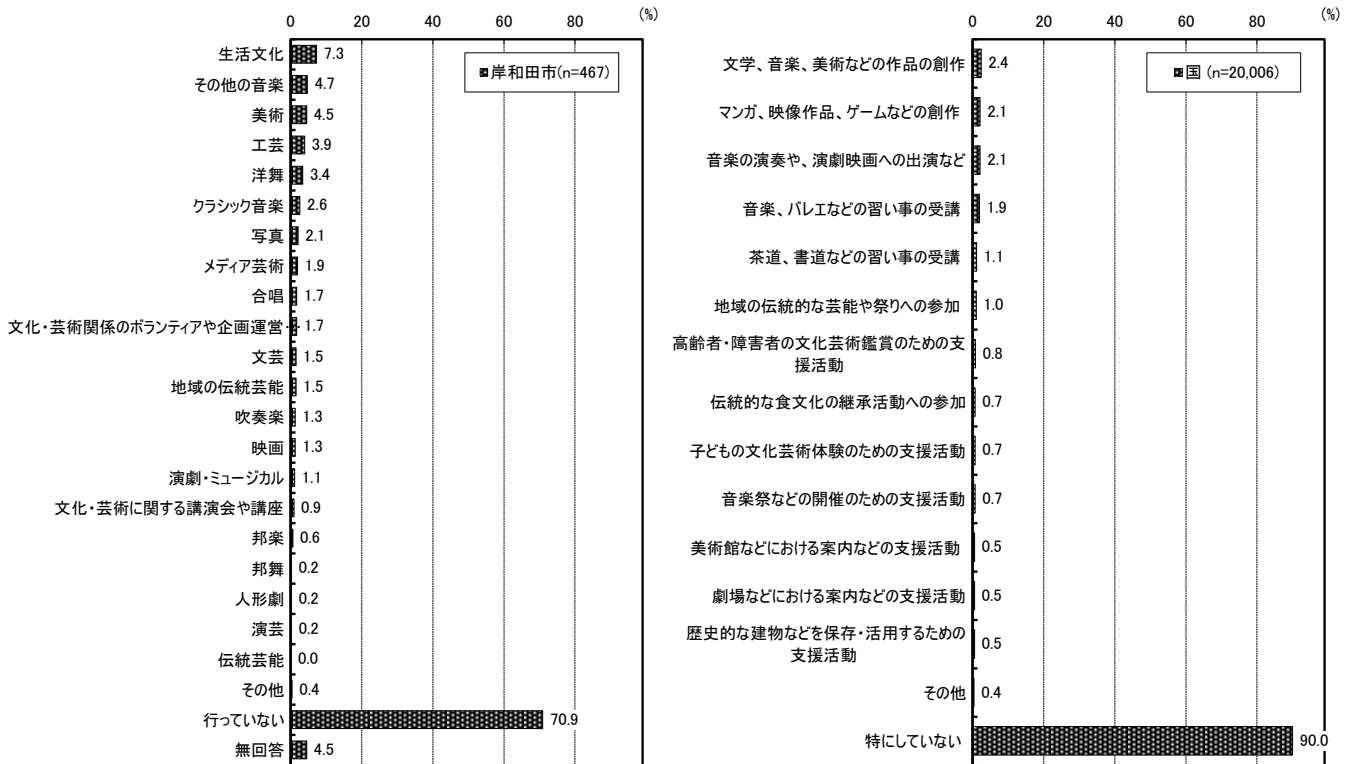 (%)
0 20 40 60 80
岸和田市(n=467)
生活文化 7.3
その他の音楽 4.7
美術 4.5
工芸 3.9
洋舞 3.4
クラシック音楽 2.6
写真 2.1
メディア芸術 1.9
合唱 1.7
文化・芸術関係のボランティアや企画運営 1.7
文芸 1.5
地域の伝統芸能 1.5
吹奏楽 1.3
映画 1.3
演劇・ミュージカル 1.1
文化・芸術に関する講演会や講座 0.9
邦楽 0.6
邦舞 0.2
人形劇 0.2
演芸 0.2
伝統芸能 0.0
その他 0.4
行っていない 70.9
無回答 4.5
(%)
0 20 40 60 80
国 (n=20,006)
文学、音楽、美術などの作品の創作 2.4
マンガ、映像作品、ゲームなどの創作 2.1
音楽の演奏や、演劇映画への出演など 2.1
音楽、バレエなどの習い事の受講 1.9
茶道、書道などの習い事の受講 1.1
地域の伝統的な芸能や祭りへの参加 1.0
高齢者・障害者の文化芸術鑑賞のための支
援活動 0.8
伝統的な食文化の継承活動への参加 0.7
子どもの文化芸術体験のための支援活動 0.7
音楽祭などの開催のための支援活動 0.7
美術館などにおける案内などの支援活動 0.5
劇場などにおける案内などの支援活動 0.5
歴史的な建物などを保存・活用するための
支援活動 0.5
その他 0.4
特にしていない 90.0